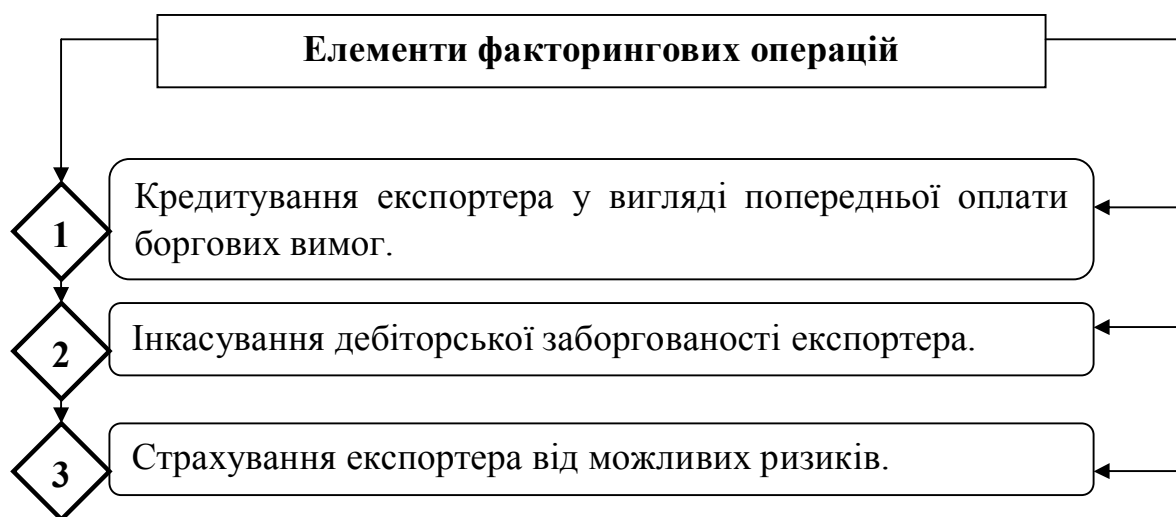 Елементи факторингових операцій
1
Кредитування експортера у вигляді попередньої оплати
боргових вимог.
2
Інкасування дебіторської заборгованості експортера.
3
Страхування експортера від можливих ризиків.